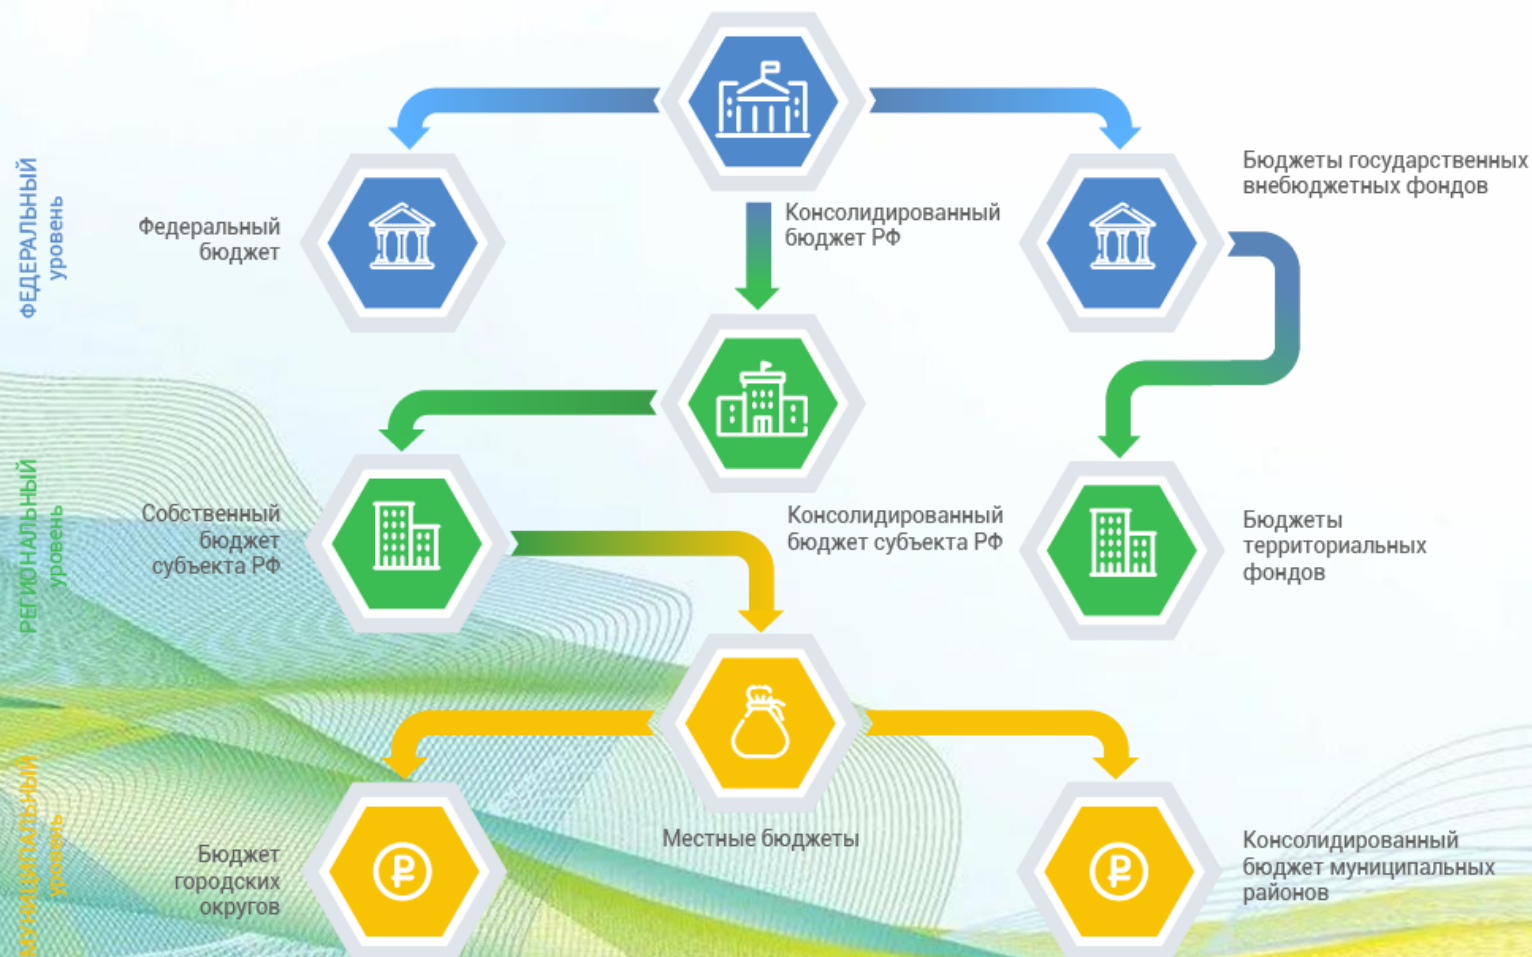 ФЕДЕРАЛЬНЫЙ
уровень
Федеральный
бюджет
Консолидированный
бюджет РФ
Бюджеты государственных
внебюджетных фондов
РЕГИОНАЛЬНЫЙ
уровень
Собственный
бюджет
субъекта РФ
Консолидированный
бюджет субъекта РФ
Бюджеты
территориальных
фондов
МУНИЦИПАЛЬНЫЙ
уровень
Бюджет
городских
округов
Местные бюджеты
Консолидированный
бюджет муниципальных
районов